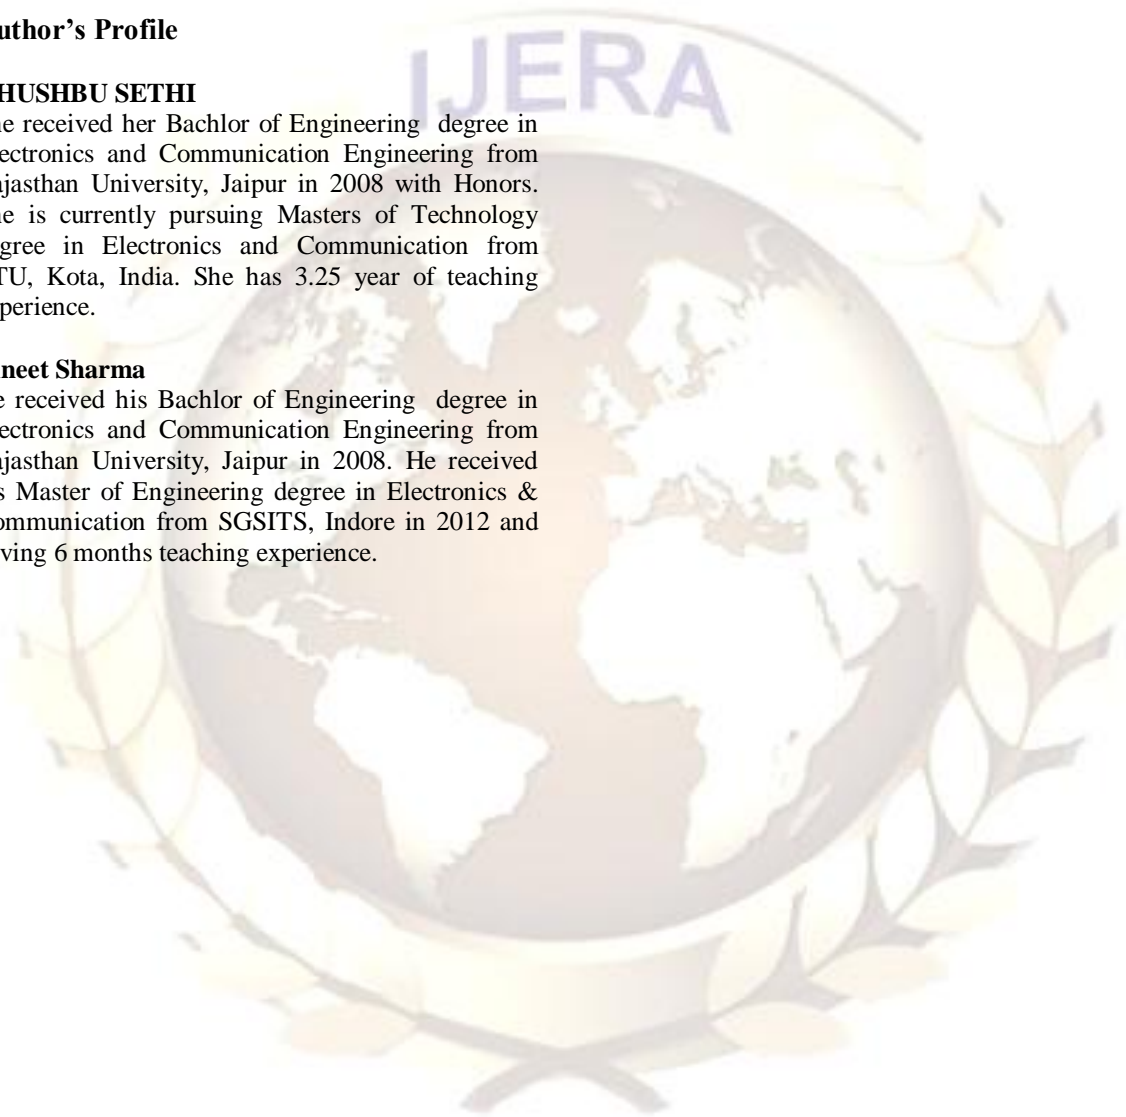 uthor's Profile
IJERA
HUSHBU SETHI
he received her Bachlor of Engineering degree in
ectronics and Communication Engineering from
ajasthan University, Jaipur in 2008 with Honors.
he is currently pursuing Masters of Technology
gree in Electronics and Communication from
TU, Kota, India. She has 3.25 year of teaching
perience.
neet Sharma
e received his Bachlor of Engineering degree in
ectronics and Communication Engineering from
ajasthan University, Jaipur in 2008. He received
s Master of Engineering degree in Electronics &
ommunication from SGSITS, Indore in 2012 and
ving 6 months teaching experience.